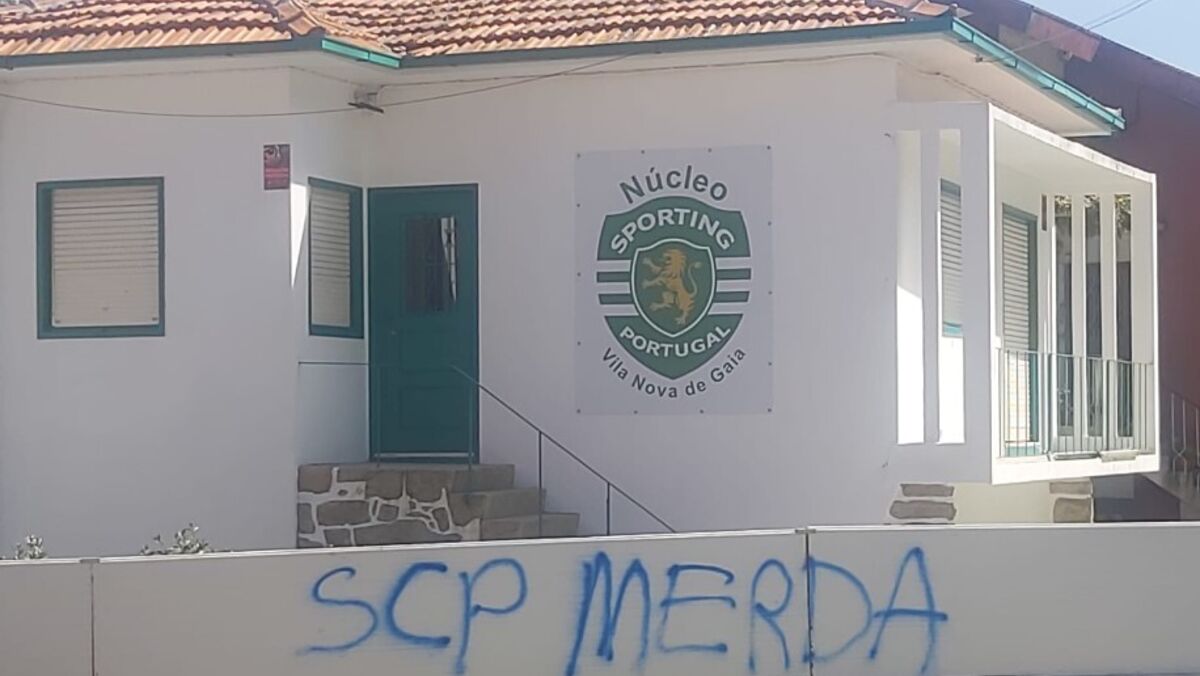 Núcleo
SPORTING
PORTUGAL
Vila Nova de Gaia
SCP MERDA